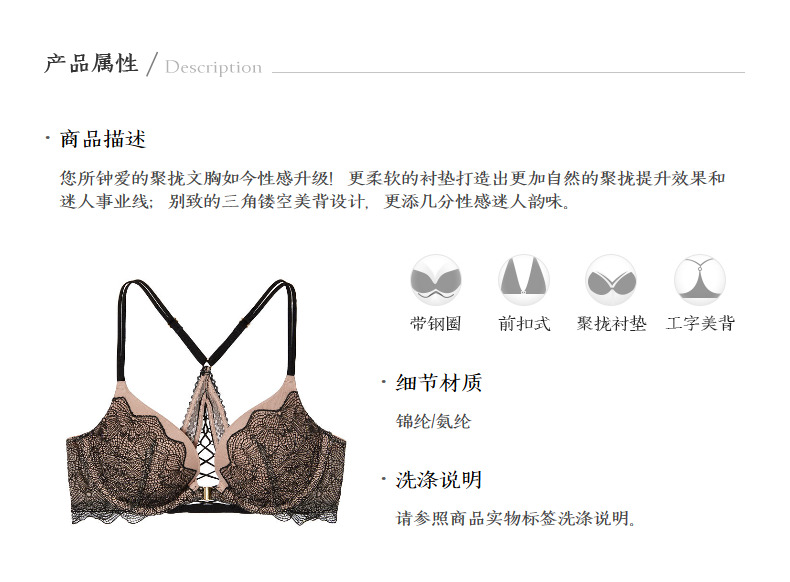 产品属性 / Description
· 商品描述
您所钟爱的聚拢文胸如今性感升级！更柔软的衬垫打造出更加自然的聚拢提升效果和
迷人事业线；别致的三角镂空美背设计，更添几分性感迷人韵味。
带钢圈 前扣式 聚拢衬垫 工字美背
· 细节材质
锦纶/氨纶
· 洗涤说明
请参照商品实物标签洗涤说明。